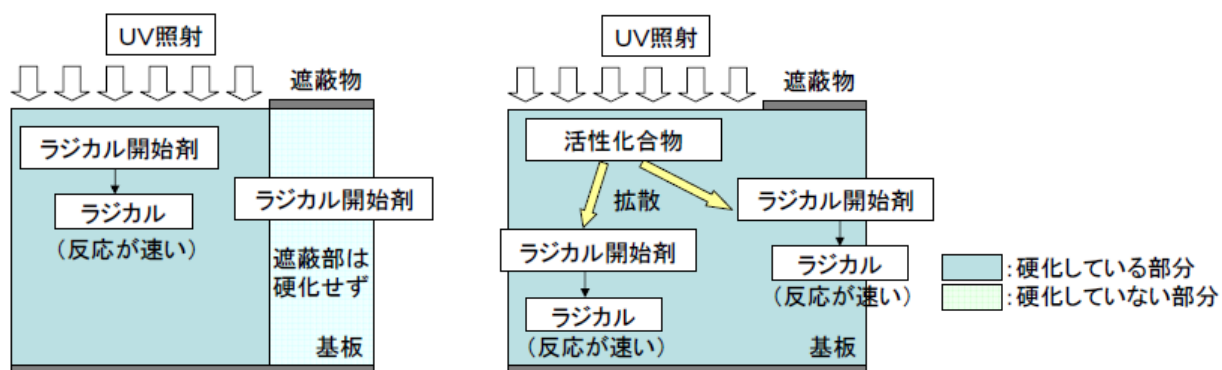 UV照射
遮蔽物
ラジカル開始剤
ラジカル
(反応が速い)
ラジカル開始剤
遮蔽部は
硬化せず
基板
UV照射
遮蔽物
活性化合物
拡散
ラジカル開始剤
ラジカル
(反応が速い)
ラジカル開始剤
ラジカル
(反応が速い)
基板
:硬化している部分
:硬化していない部分